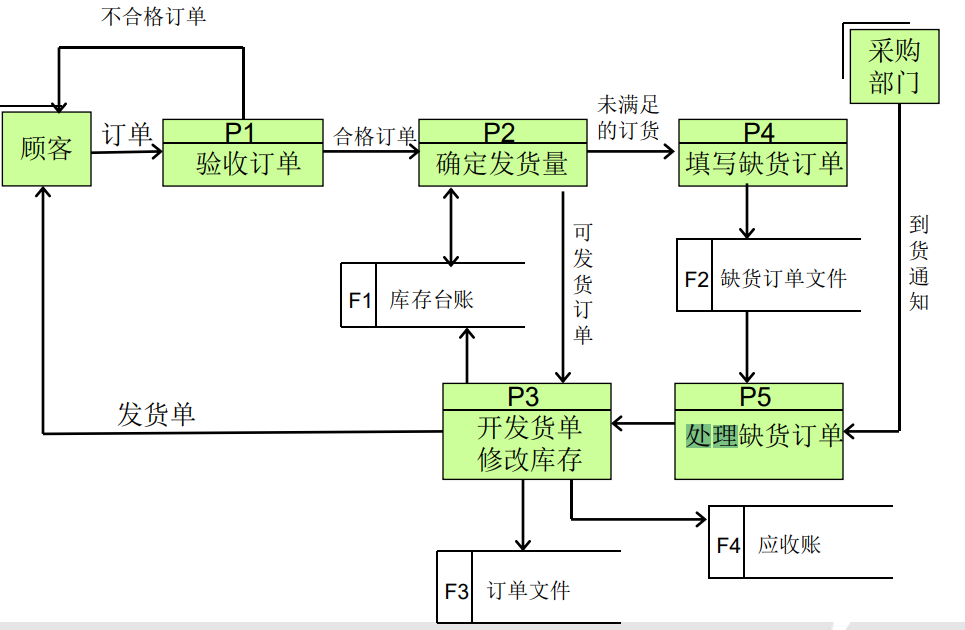 不合格订单
采购
部门
顾客
订单
P1
验收订单
合格订单
P2
确定发货量
未满足
的订货
P4
填写缺货订单
到货通知
可发货订单
F1
库存台账
F2
缺货订单文件
P3
开发货单
修改库存
P5
处理缺货订单
发货单
F4
应收账
F3
订单文件